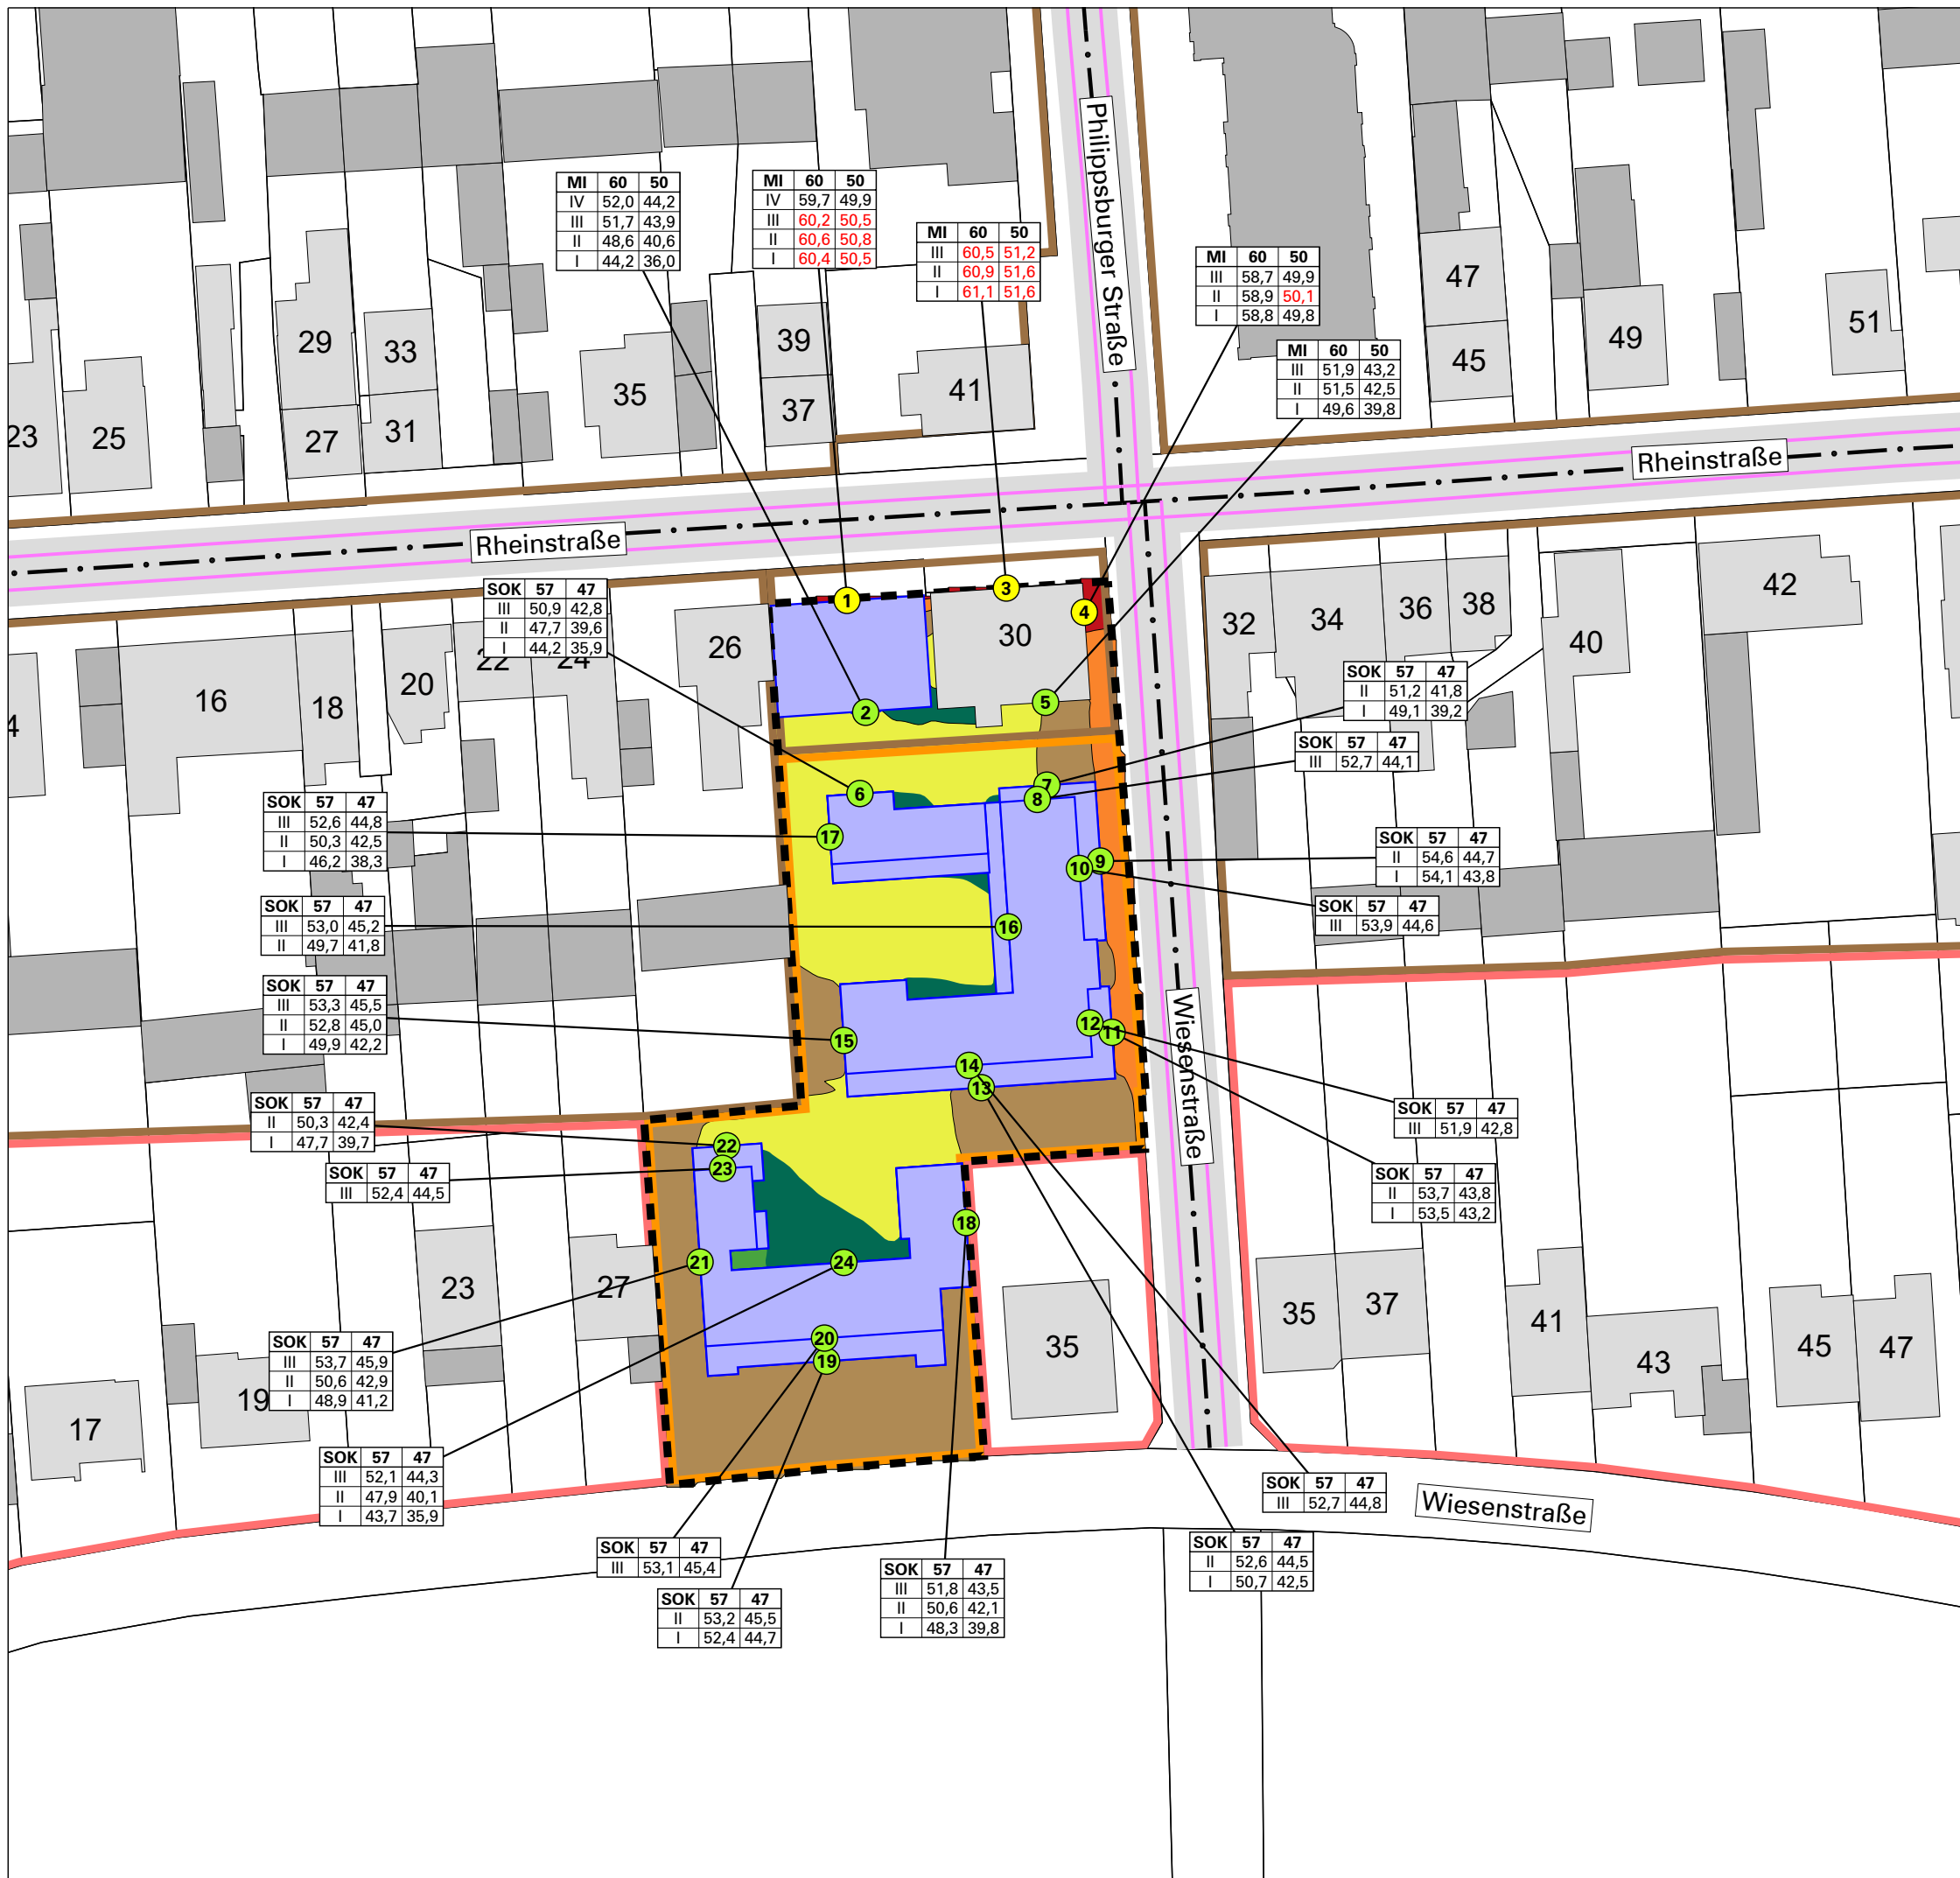 Philippsburger Straße
MI 60 50
IV 52,0 44,2
III 51,7 43,9
II 48,6 40,6
I 44,2 36,0
MI 60 50
IV 59,7 49,9
III 60,2 50,5
II 60,6 50,8
I 60,4 50,5
MI 60 50
III 60,5 51,2
II 60,9 51,6
I 61,1 51,6
MI 60 50
III 58,7 49,9
II 58,9 50,1
I 58,8 49,8
MI 60 50
III 51,9 43,2
II 51,5 42,5
I 49,6 39,8
47
45
49
51
29
33
39
35
37
41
23
25
27
31
Rheinstraße
Rheinstraße
SOK 57 47
III 50,9 42,8
II 47,7 39,6
I 44,2 35,9
1
3
4
30
26
2
5
32
34
36
38
40
42
4
16
18
20
22
24
SOK 57 47
II 51,2 41,8
I 49,1 39,2
SOK 57 47
III 52,7 44,1
6
7
8
17
9
10
16
SOK 57 47
III 52,6 44,8
II 50,3 42,5
I 46,2 38,3
SOK 57 47
II 54,6 44,7
I 54,1 43,8
SOK 57 47
III 53,9 44,6
SOK 57 47
III 53,0 45,2
II 49,7 41,8
SOK 57 47
III 53,3 45,5
II 52,8 45,0
I 49,9 42,2
15
12
11
14
13
Wiesenstraße
SOK 57 47
II 50,3 42,4
I 47,7 39,7
SOK 57 47
III 52,4 44,5
22
23
SOK 57 47
III 51,9 42,8
SOK 57 47
II 53,7 43,8
I 53,5 43,2
18
21
24
20
19
23
27
35
35
37
41
43
45
47
17
19
SOK 57 47
III 53,7 45,9
II 50,6 42,9
I 48,9 41,2
SOK 57 47
III 52,1 44,3
II 47,9 40,1
I 43,7 35,9
SOK 57 47
III 52,7 44,8
Wiesenstraße
SOK 57 47
III 53,1 45,4
SOK 57 47
II 52,6 44,5
I 50,7 42,5
SOK 57 47
III 51,8 43,5
II 50,6 42,1
I 48,3 39,8
SOK 57 47
II 53,2 45,5
I 52,4 44,7